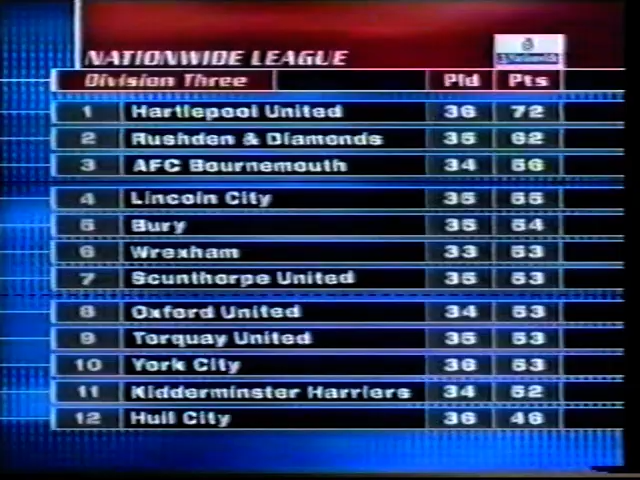 NATIONWIDE LEAGUE
Nationwide
Division Three Pld Pts
1 Hartlepool United 36 72
2 Rushden & Diamonds 35 62
3 AFC Bournemouth 34 56
4 Lincoln City 35 55
5 Bury 35 54
6 Wrexham 33 53
7 Scunthorpe United 35 53
8 Oxford United 34 53
9 Torquay United 35 53
10 York City 36 53
11 Kidderminster Harriers 34 52
12 Hull City 36 46